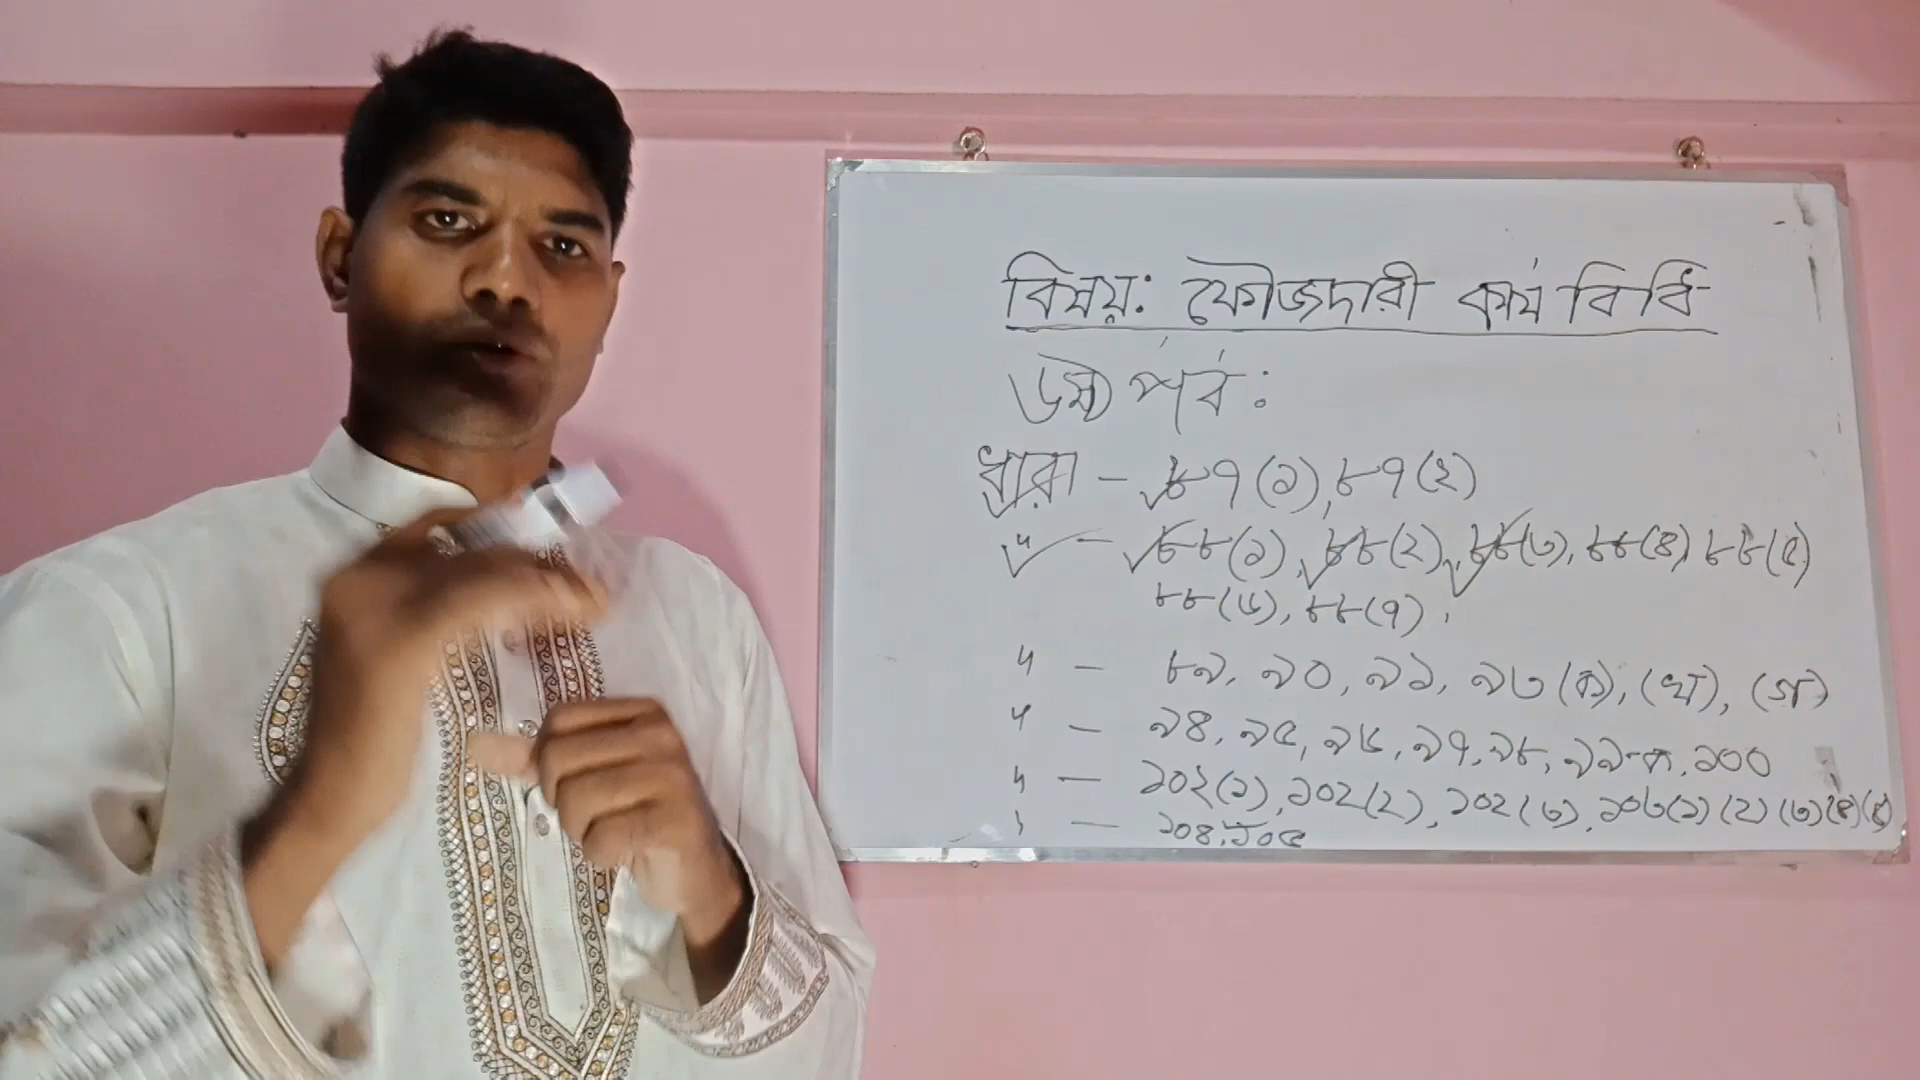 বিষয়: ফৌজদারী কার্য বিধি
৬ষ্ঠ পর্ব:
ধারা - ৮৭(১), ৮৭(২)
" - ৮৮(১), ৮৮(২), ৮৮(৩), ৮৮(৪) ৮৮(৫)
৮৮(৬), ৮৮(৭).
" - ৮৯, ৯০, ৯১, ৯৩(ক), (খ), (গ)
" - ৯৪, ৯৫, ৯৬, ৯৭, ৯৮, ৯৯-ক, ১০০
" - ১০২(১), ১০২(২), ১০২(৩), ১০৩(১) (২) (৩) (৪) (৫)
" - ১০৪, ১০৫